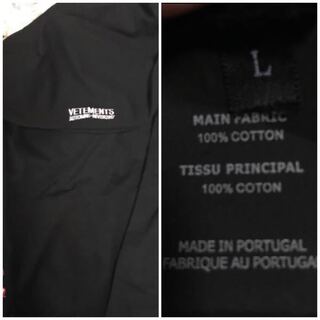 VETEMENTS
L
MAIN FABRIC
100% COTTON
TISSU PRINCIPAL
100% COTON
MADE IN PORTUGAL
FABRIQUE AU PORTUGAL